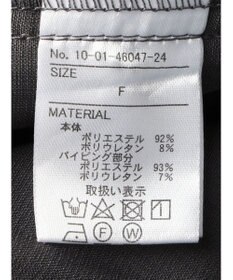 No. 10-01-46047-24
SIZE
F
MATERIAL
本体
ポリエステル 92%
ポリウレタン 8%
パイピング部分
ポリエステル 93%
ポリウレタン 7%
取扱い表示
F W